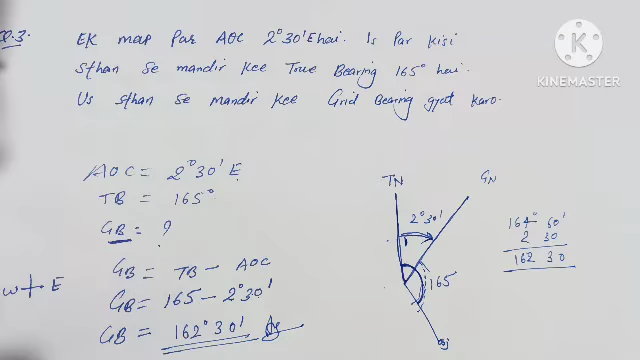 Q.3.
EK map Par AOC 2°30'E hai. Is Par Kisi
Sthan Se mandir Kee True Bearing 165° hai.
Us Sthan Se mandir Kee Grid Bearing gyat Karo.
AOC = 2°30' E
TB = 165°
GB = ?
GB = TB - AOC
GB = 165 - 2°30'
GB = 162°30' Ans
W + E
TN
GN
2°30'
165
obj
164° 60'
2 30
162 30
K
KINEMASTER